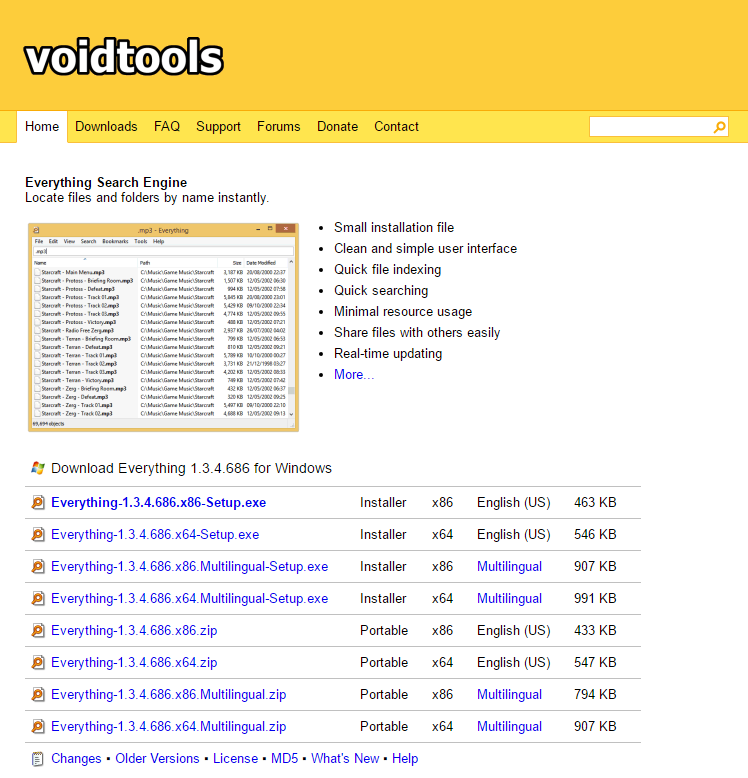 voidtools
Home Downloads FAQ Support Forums Donate Contact
Everything Search Engine
Locate files and folders by name instantly.
.mp3 - Everything
File Edit View Search Bookmarks Tools Help
.mp3
Name Path Size Date Modified
Starcraft - Main Menu.mp3 C:\Music\Game Music\Starcraft 3,187 KB 20/08/2000 22:37
Starcraft - Protoss - Briefing Room.mp3 C:\Music\Game Music\Starcraft 1,507 KB 12/05/2002 06:30
Starcraft - Protoss - Defeat.mp3 C:\Music\Game Music\Starcraft 994 KB 12/05/2002 07:58
Starcraft - Protoss - Track 01.mp3 C:\Music\Game Music\Starcraft 5,845 KB 20/08/2000 23:01
Starcraft - Protoss - Track 02.mp3 C:\Music\Game Music\Starcraft 5,429 KB 09/10/2000 22:34
Starcraft - Protoss - Track 03.mp3 C:\Music\Game Music\Starcraft 4,774 KB 12/05/2002 09:55
Starcraft - Protoss - Victory.mp3 C:\Music\Game Music\Starcraft 488 KB 12/05/2002 07:21
Starcraft - Radio Free Zerg.mp3 C:\Music\Game Music\Starcraft 2,937 KB 26/07/2002 04:02
Starcraft - Terran - Briefing Room.mp3 C:\Music\Game Music\Starcraft 799 KB 12/05/2002 06:53
Starcraft - Terran - Defeat.mp3 C:\Music\Game Music\Starcraft 810 KB 12/05/2002 09:21
Starcraft - Terran - Track 01.mp3 C:\Music\Game Music\Starcraft 5,789 KB 10/10/2000 00:27
Starcraft - Terran - Track 02.mp3 C:\Music\Game Music\Starcraft 3,731 KB 21/12/1998 03:27
Starcraft - Terran - Track 03.mp3 C:\Music\Game Music\Starcraft 4,202 KB 12/05/2002 08:33
Starcraft - Terran - Victory.mp3 C:\Music\Game Music\Starcraft 749 KB 12/05/2002 07:42
Starcraft - Zerg - Briefing Room.mp3 C:\Music\Game Music\Starcraft 432 KB 12/05/2002 06:37
Starcraft - Zerg - Defeat.mp3 C:\Music\Game Music\Starcraft 320 KB 12/05/2002 09:25
Starcraft - Zerg - Track 01.mp3 C:\Music\Game Music\Starcraft 5,497 KB 09/10/2000 22:10
Starcraft - Zerg - Track 02.mp3 C:\Music\Game Music\Starcraft 4,688 KB 12/05/2002 09:13
69,694 objects
Small installation file
Clean and simple user interface
Quick file indexing
Quick searching
Minimal resource usage
Share files with others easily
Real-time updating
More...
Download Everything 1.3.4.686 for Windows
Everything-1.3.4.686.x86-Setup.exe Installer x86 English (US) 463 KB
Everything-1.3.4.686.x64-Setup.exe Installer x64 English (US) 546 KB
Everything-1.3.4.686.x86.Multilingual-Setup.exe Installer x86 Multilingual 907 KB
Everything-1.3.4.686.x64.Multilingual-Setup.exe Installer x64 Multilingual 991 KB
Everything-1.3.4.686.x86.zip Portable x86 English (US) 433 KB
Everything-1.3.4.686.x64.zip Portable x64 English (US) 547 KB
Everything-1.3.4.686.x86.Multilingual.zip Portable x86 Multilingual 794 KB
Everything-1.3.4.686.x64.Multilingual.zip Portable x64 Multilingual 907 KB
Changes • Older Versions • License • MD5 • What's New • Help